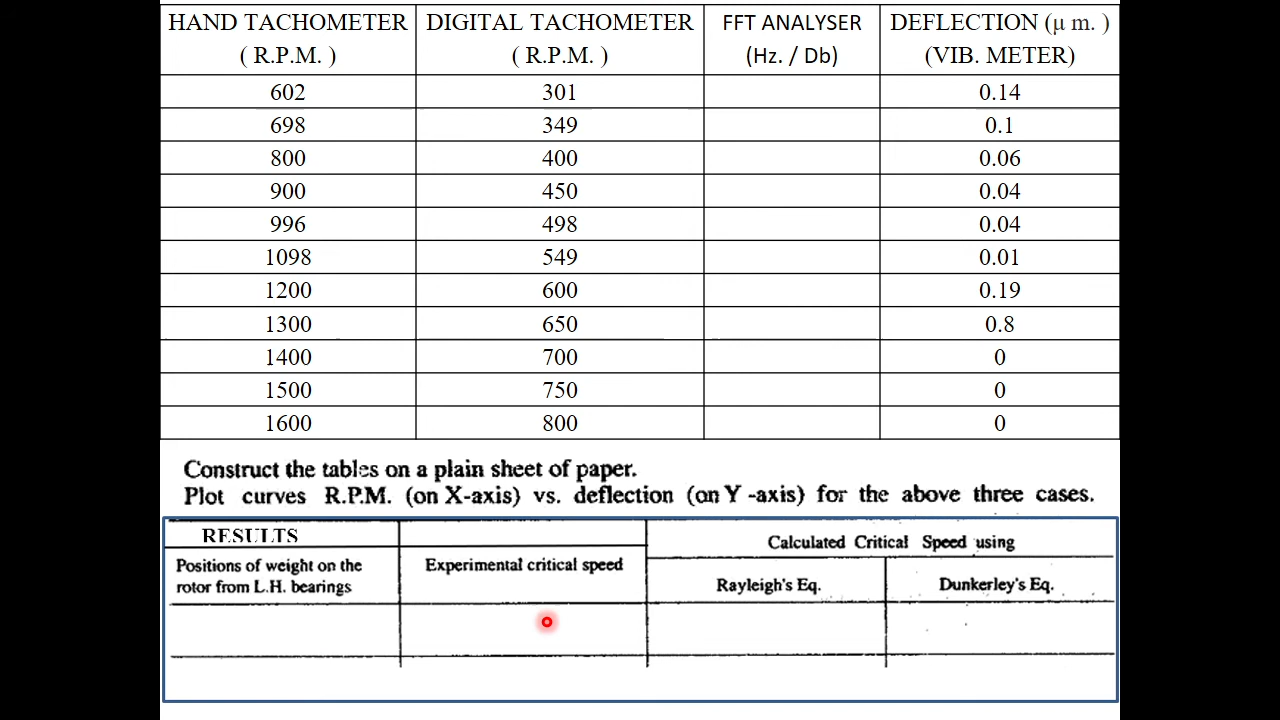 HAND TACHOMETER DIGITAL TACHOMETER FFT ANALYSER DEFLECTION (μ m. )
( R.P.M. ) ( R.P.M. ) (Hz. / Db) (VIB. METER)
602 301 0.14
698 349 0.1
800 400 0.06
900 450 0.04
996 498 0.04
1098 549 0.01
1200 600 0.19
1300 650 0.8
1400 700 0
1500 750 0
1600 800 0
Construct the tables on a plain sheet of paper.
Plot curves R.P.M. (on X-axis) vs. deflection (on Y -axis) for the above three cases.
RESULTS
Calculated Critical Speed using
Positions of weight on the Experimental critical speed
rotor from L.H. bearings Rayleigh's Eq. Dunkerley's Eq.